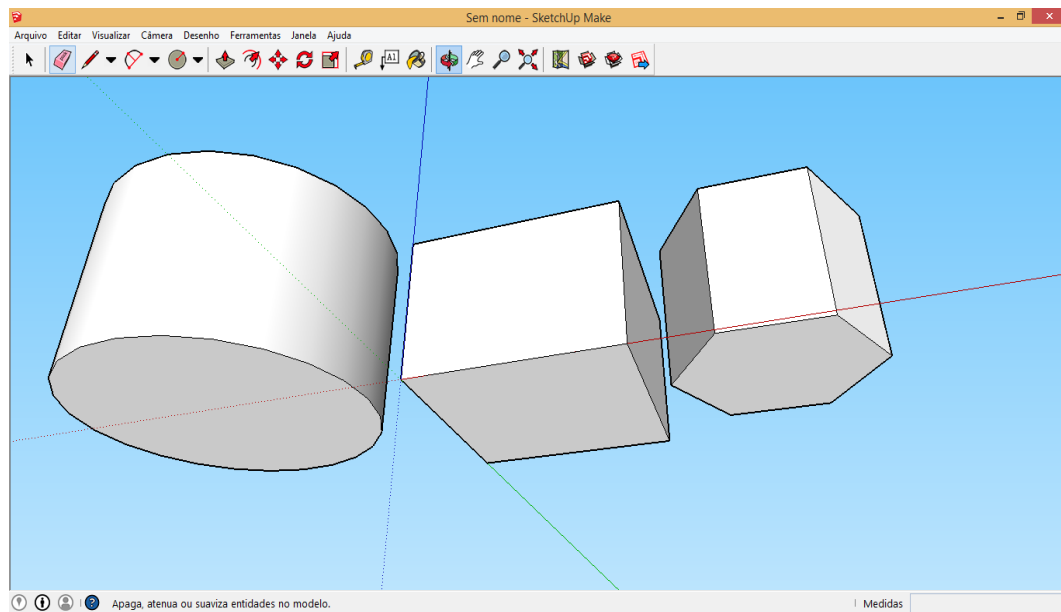 Sem nome - SketchUp Make
Arquivo Editar Visualizar Câmera Desenho Ferramentas Janela Ajuda
A1
Apaga, atenua ou suaviza entidades no modelo.
Medidas